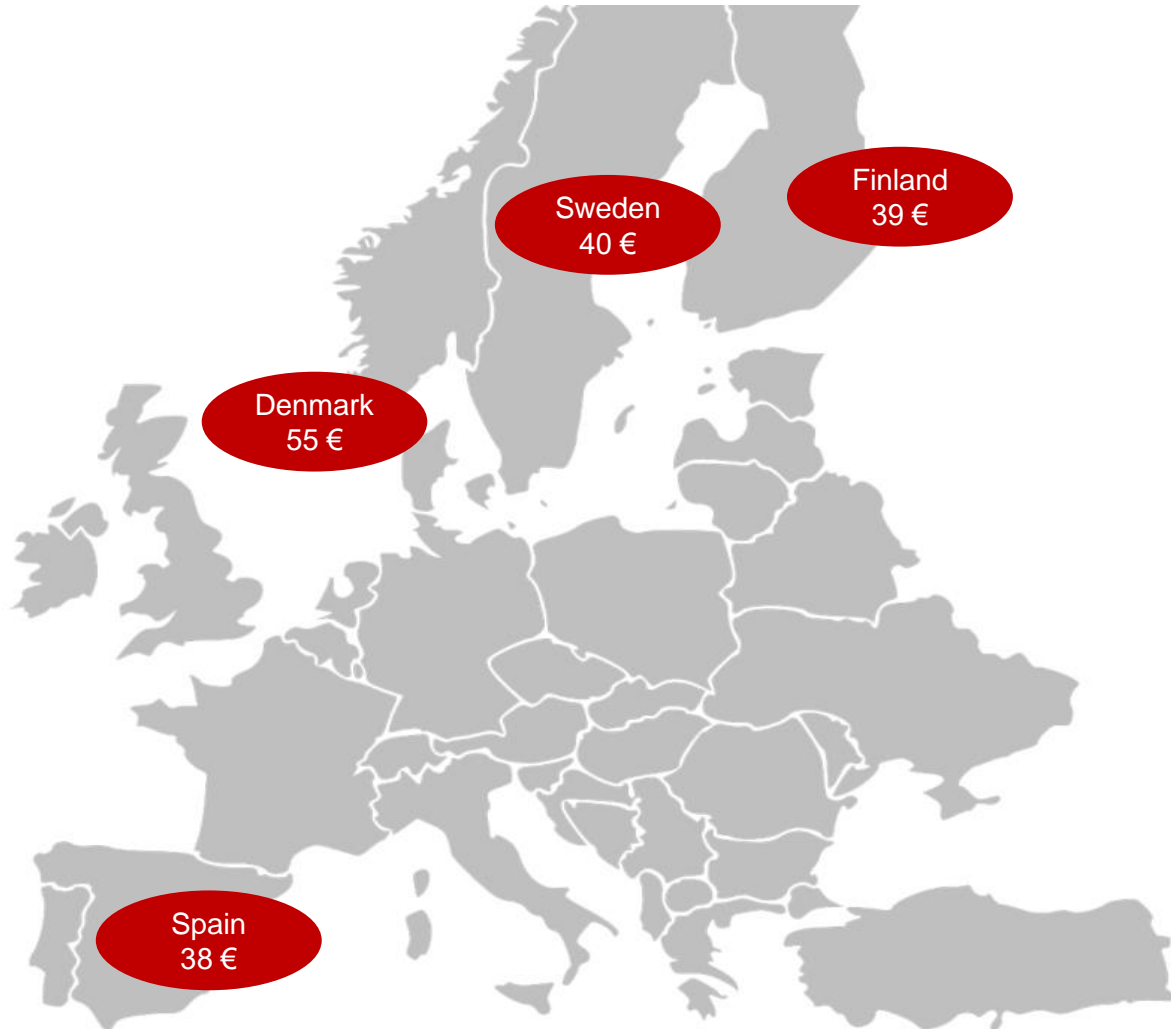 Finland
39 €
Sweden
40 €
Denmark
55 €
Spain
38 €